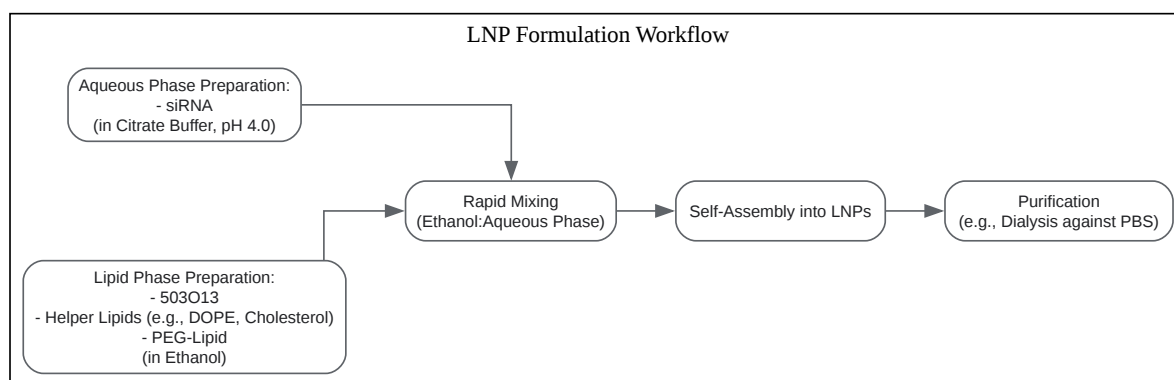 LNP Formulation Workflow
Aqueous Phase Preparation:
- siRNA
(in Citrate Buffer, pH 4.0)
Lipid Phase Preparation:
- 503O13
- Helper Lipids (e.g., DOPE, Cholesterol)
- PEG-Lipid
(in Ethanol)
Rapid Mixing
(Ethanol:Aqueous Phase)
Self-Assembly into LNPs
Purification
(e.g., Dialysis against PBS)